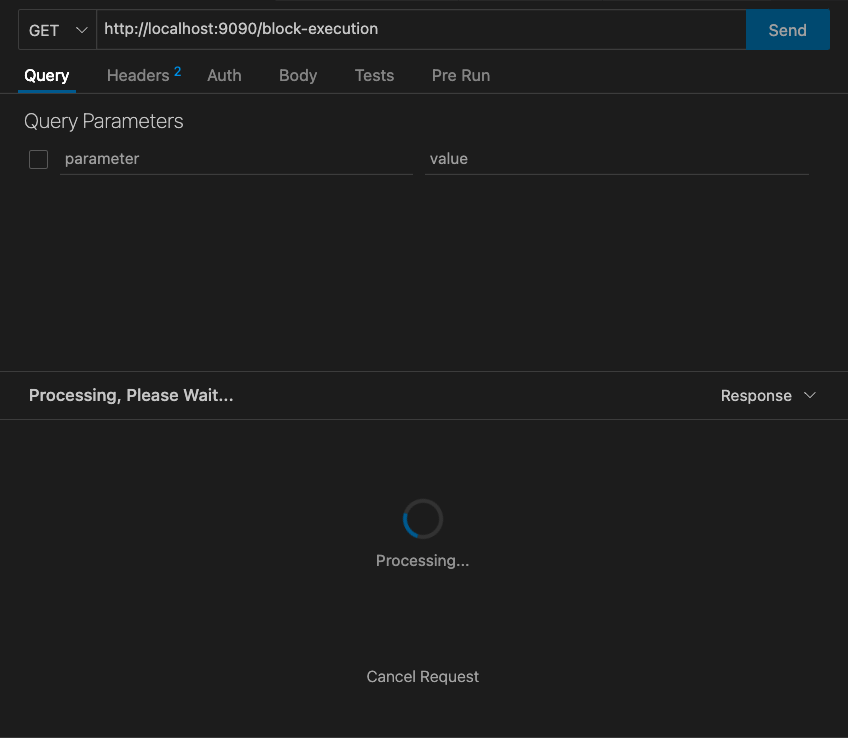 GET http://localhost:9090/block-execution Send
Query Headers 2 Auth Body Tests Pre Run
Query Parameters
parameter value
Processing, Please Wait... Response
Processing...
Cancel Request